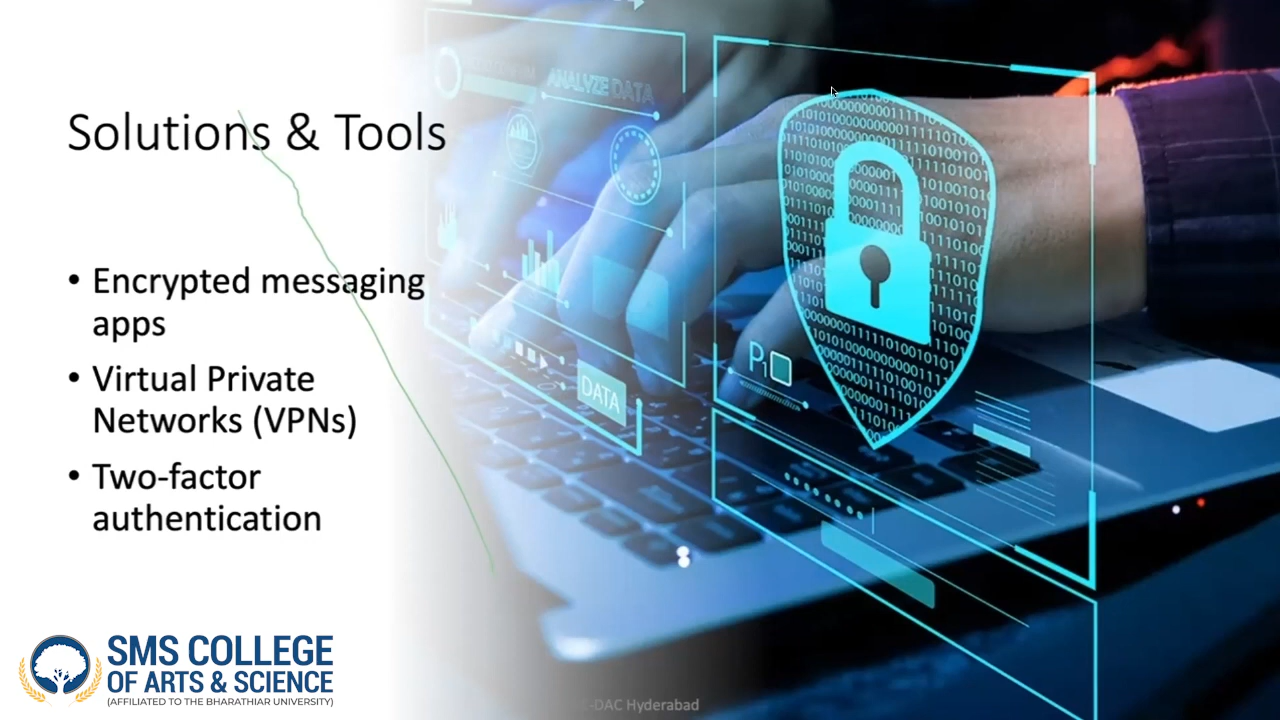 Solutions & Tools
• Encrypted messaging
apps
• Virtual Private
Networks (VPNs)
• Two-factor
authentication
ANALYZE DATA
DATA
SMS COLLEGE
OF ARTS & SCIENCE
(AFFILIATED TO THE BHARATHIAR UNIVERSITY)
C-DAC Hyderabad